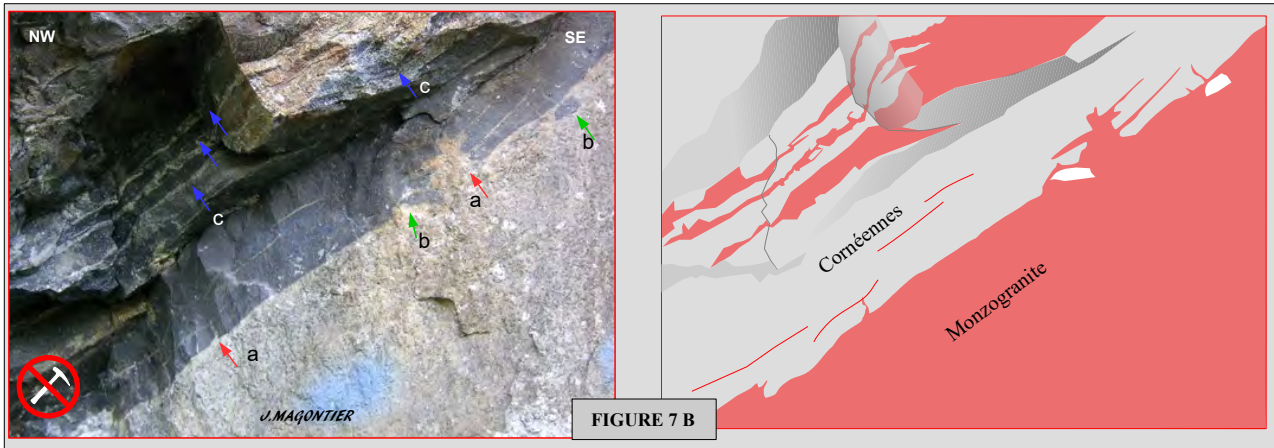 NW
SE
c
b
c
a
b
a
J.MAGONTIER
Cornéennes
Monzogranite
FIGURE 7 B